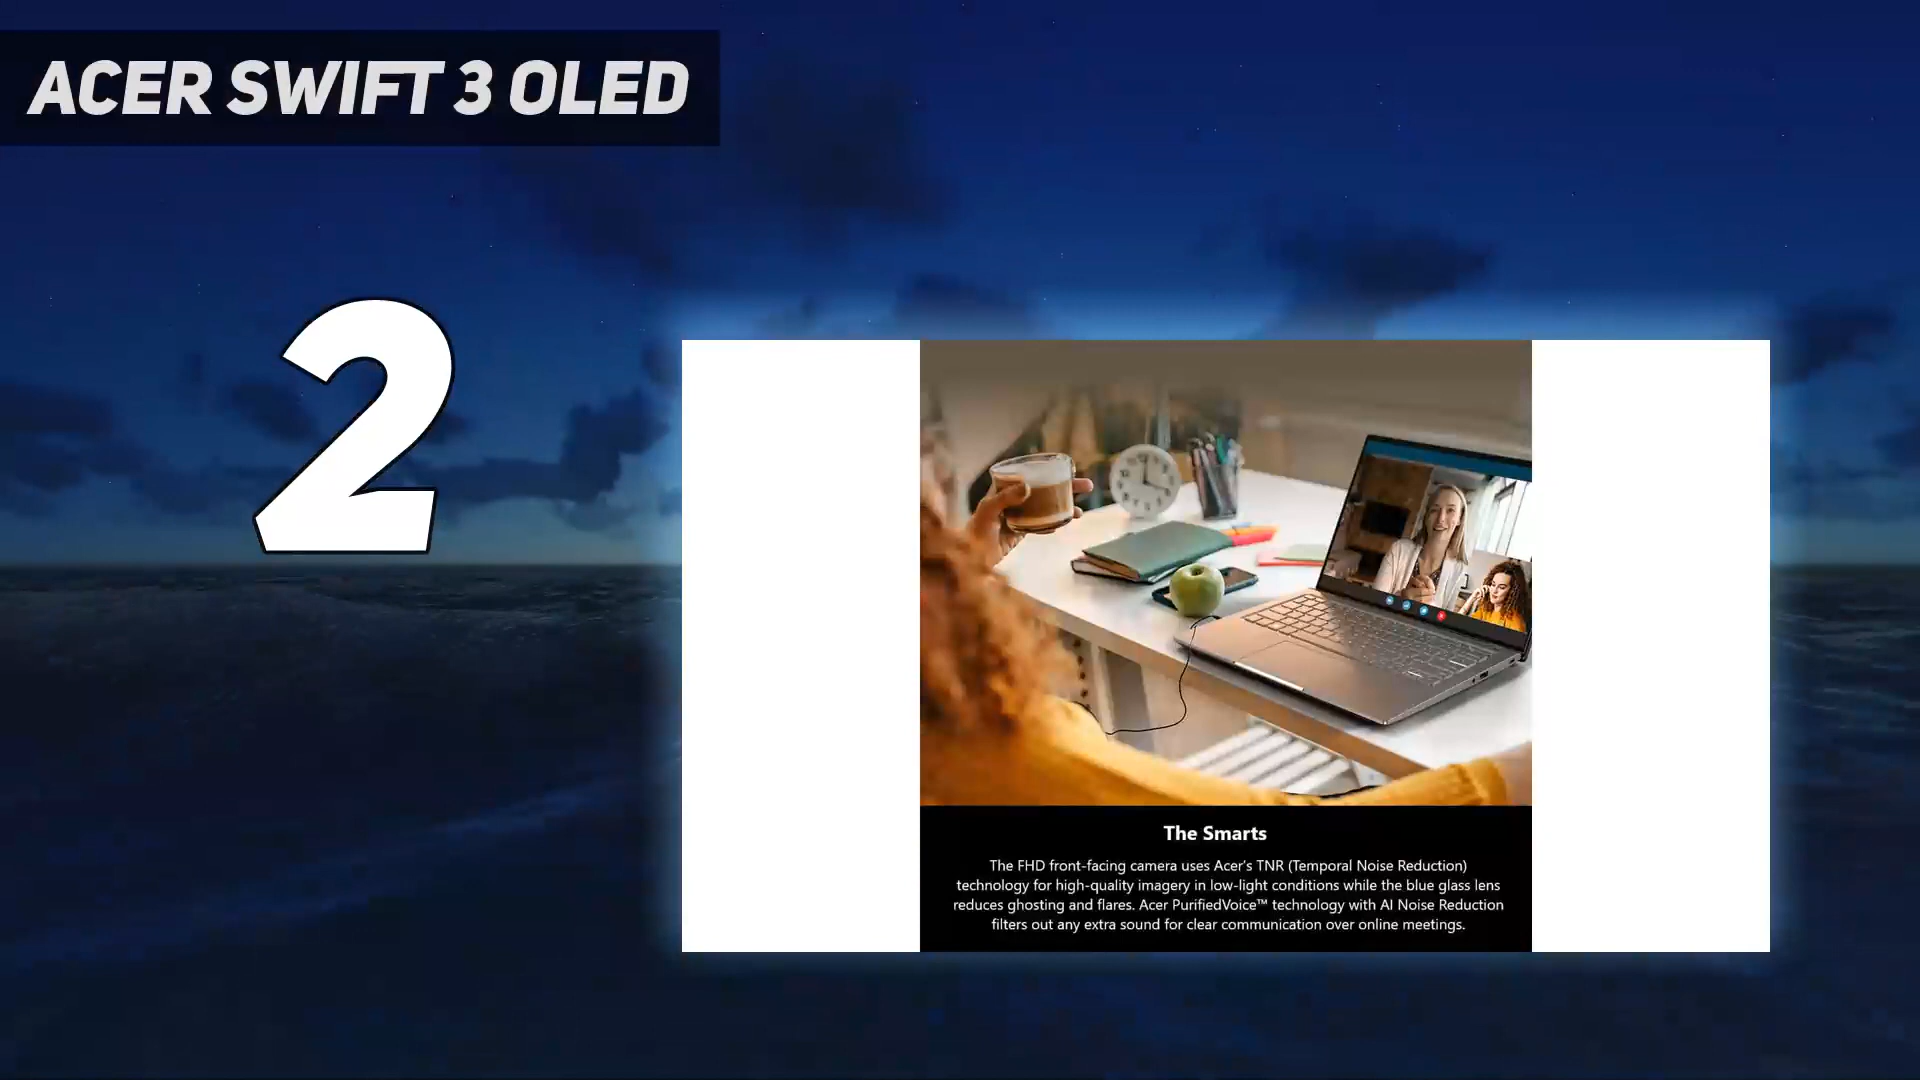 ACER SWIFT 3 OLED
2
The Smarts
The FHD front-facing camera uses Acer's TNR (Temporal Noise Reduction)
technology for high-quality imagery in low-light conditions while the blue glass lens
reduces ghosting and flares. Acer PurifiedVoice™ technology with AI Noise Reduction
filters out any extra sound for clear communication over online meetings.